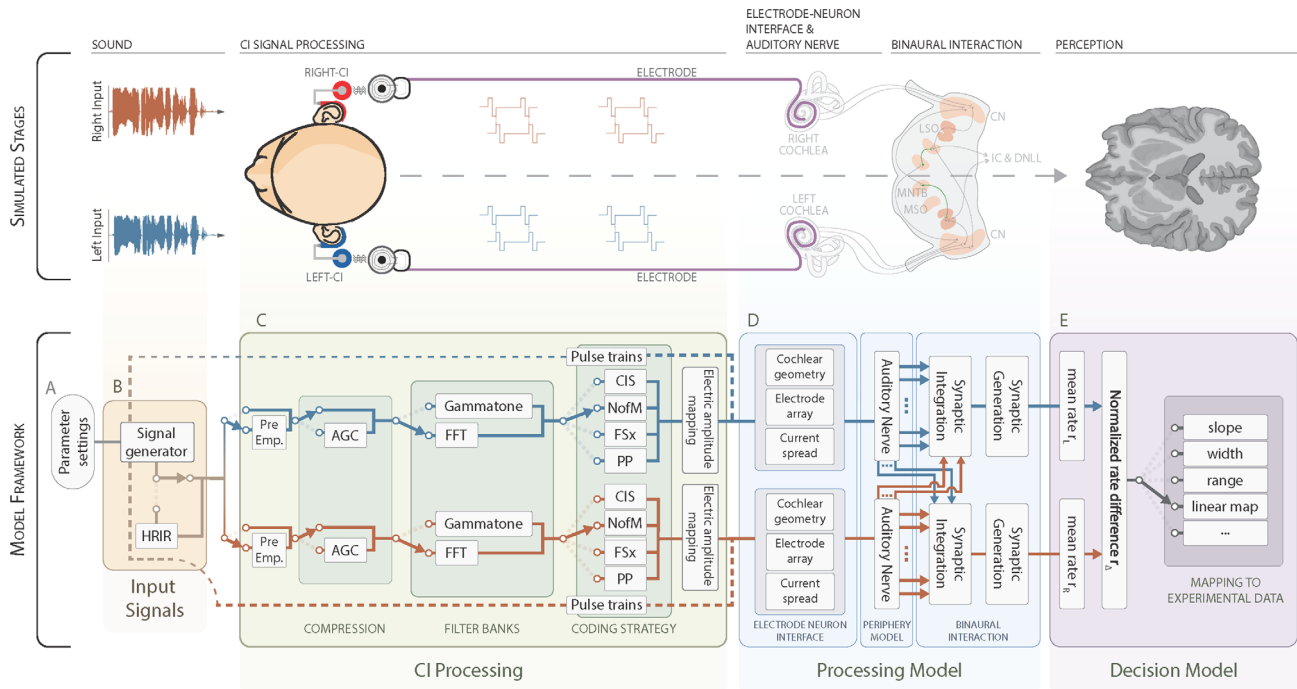 SOUND
CI SIGNAL PROCESSING
ELECTRODE-NEURON
INTERFACE &
AUDITORY NERVE
BINAURAL INTERACTION
PERCEPTION
SIMULATED STAGES
Right Input
Left Input
RIGHT-CI
LEFT-CI
ELECTRODE
ELECTRODE
RIGHT
COCHLEA
LEFT
COCHLEA
LSO
CN
IC & DNLL
MNTB
MSO
CN
MODEL FRAMEWORK
A
Parameter
settings
B
Signal
generator
HRIR
Input
Signals
C
Pulse trains
Pre
Emp.
AGC
Gammatone
FFT
CIS
NofM
FSx
PP
Electric amplitude
mapping
Pre
Emp.
AGC
Gammatone
FFT
CIS
NofM
FSx
PP
Electric amplitude
mapping
Pulse trains
COMPRESSION
FILTER BANKS
CODING STRATEGY
CI Processing
D
Cochlear
geometry
Electrode
array
Current
spread
Auditory Nerve
Synaptic
Integration
Synaptic
Generation
Cochlear
geometry
Electrode
array
Current
spread
Auditory Nerve
Synaptic
Integration
Synaptic
Generation
ELECTRODE NEURON
INTERFACE
PERIPHERY
MODEL
BINAURAL
INTERACTION
Processing Model
E
mean rate r_L
mean rate r_R
Normalized rate difference r_Δ
slope
width
range
linear map
...
MAPPING TO
EXPERIMENTAL DATA
Decision Model